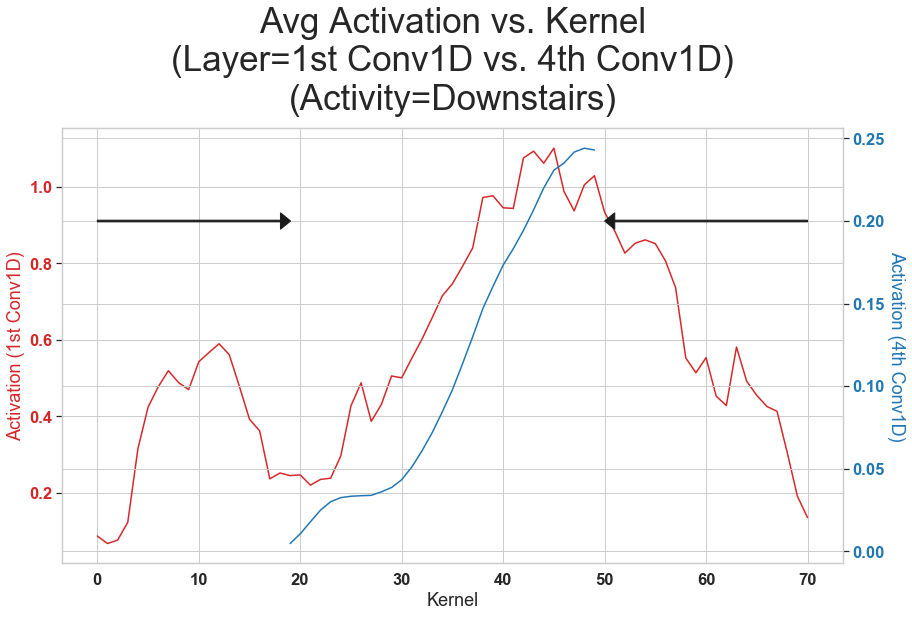 Avg Activation vs. Kernel
(Layer=1st Conv1D vs. 4th Conv1D)
(Activity=Downstairs)
Activation (1st Conv1D)
1.0
0.8
0.6
0.4
0.2
0.25
0.20
0.15
0.10
0.05
0.00
Activation (4th Conv1D)
0 10 20 30 40 50 60 70
Kernel